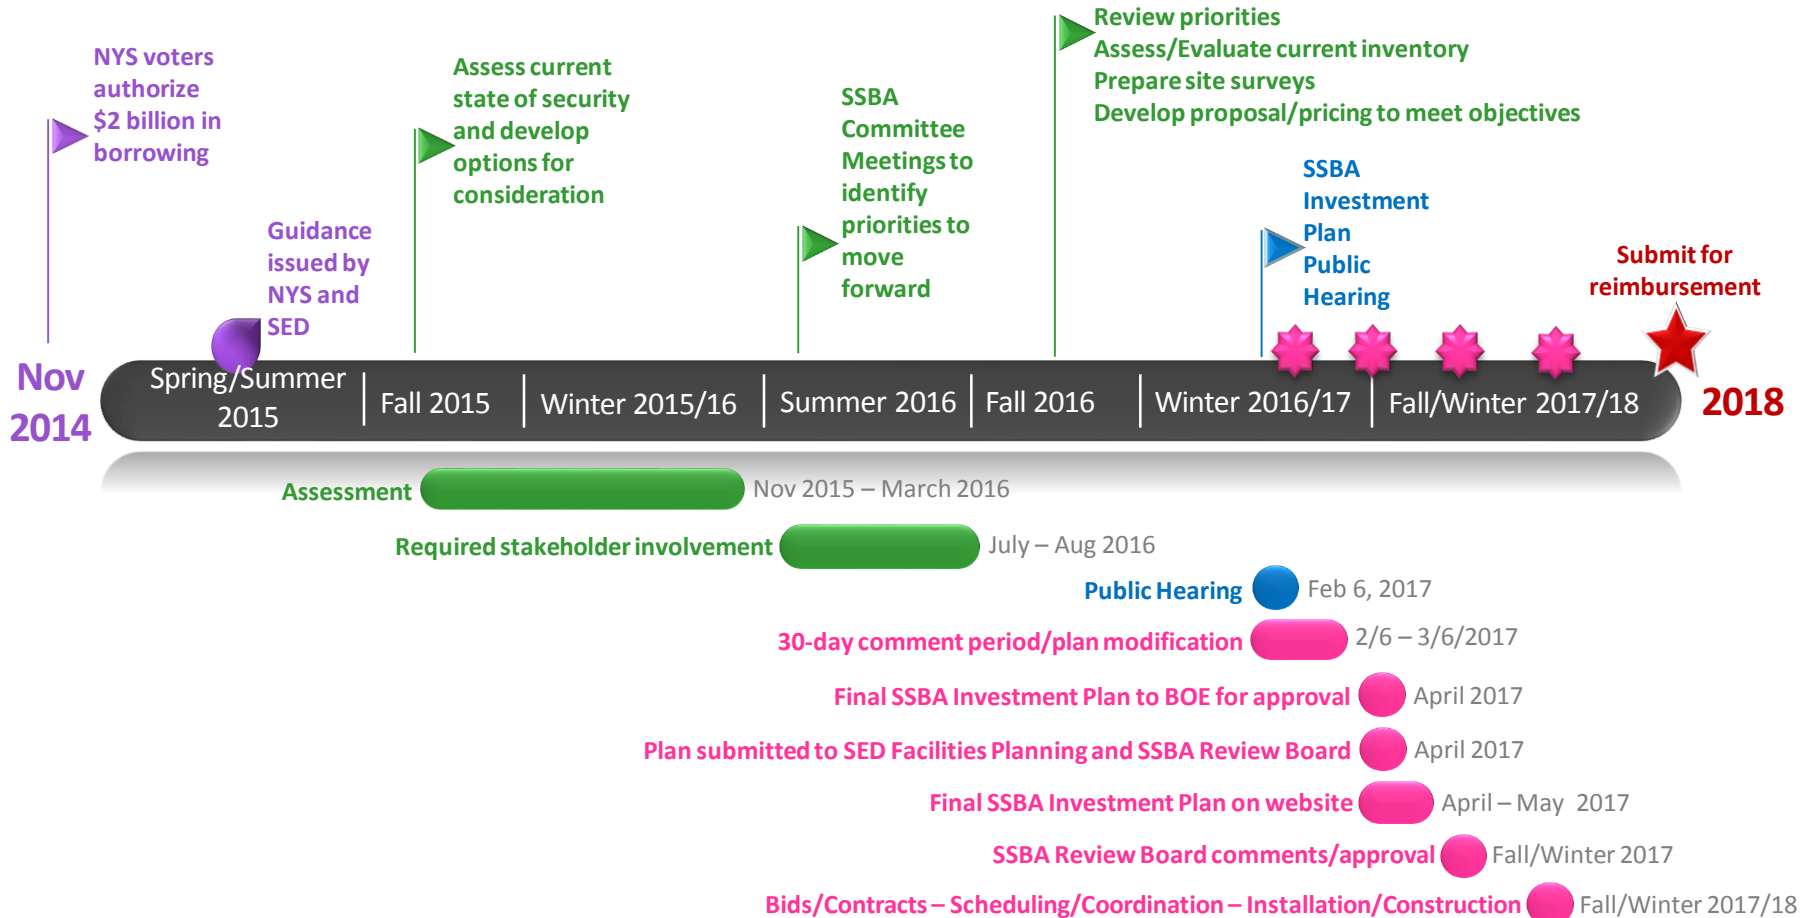 NYS voters
authorize
$2 billion in
borrowing
Guidance
issued by
NYS and
SED
Assess current
state of security
and develop
options for
consideration
SSBA
Committee
Meetings to
identify
priorities to
move
forward
Review priorities
Assess/Evaluate current inventory
Prepare site surveys
Develop proposal/pricing to meet objectives
SSBA
Investment
Plan
Public
Hearing
Submit for
reimbursement
Nov
2014
Spring/Summer
2015
Fall 2015
Winter 2015/16
Summer 2016
Fall 2016
Winter 2016/17
Fall/Winter 2017/18
2018
Assessment Nov 2015 – March 2016
Required stakeholder involvement July – Aug 2016
Public Hearing Feb 6, 2017
30-day comment period/plan modification 2/6 – 3/6/2017
Final SSBA Investment Plan to BOE for approval April 2017
Plan submitted to SED Facilities Planning and SSBA Review Board April 2017
Final SSBA Investment Plan on website April – May 2017
SSBA Review Board comments/approval Fall/Winter 2017
Bids/Contracts – Scheduling/Coordination – Installation/Construction Fall/Winter 2017/18